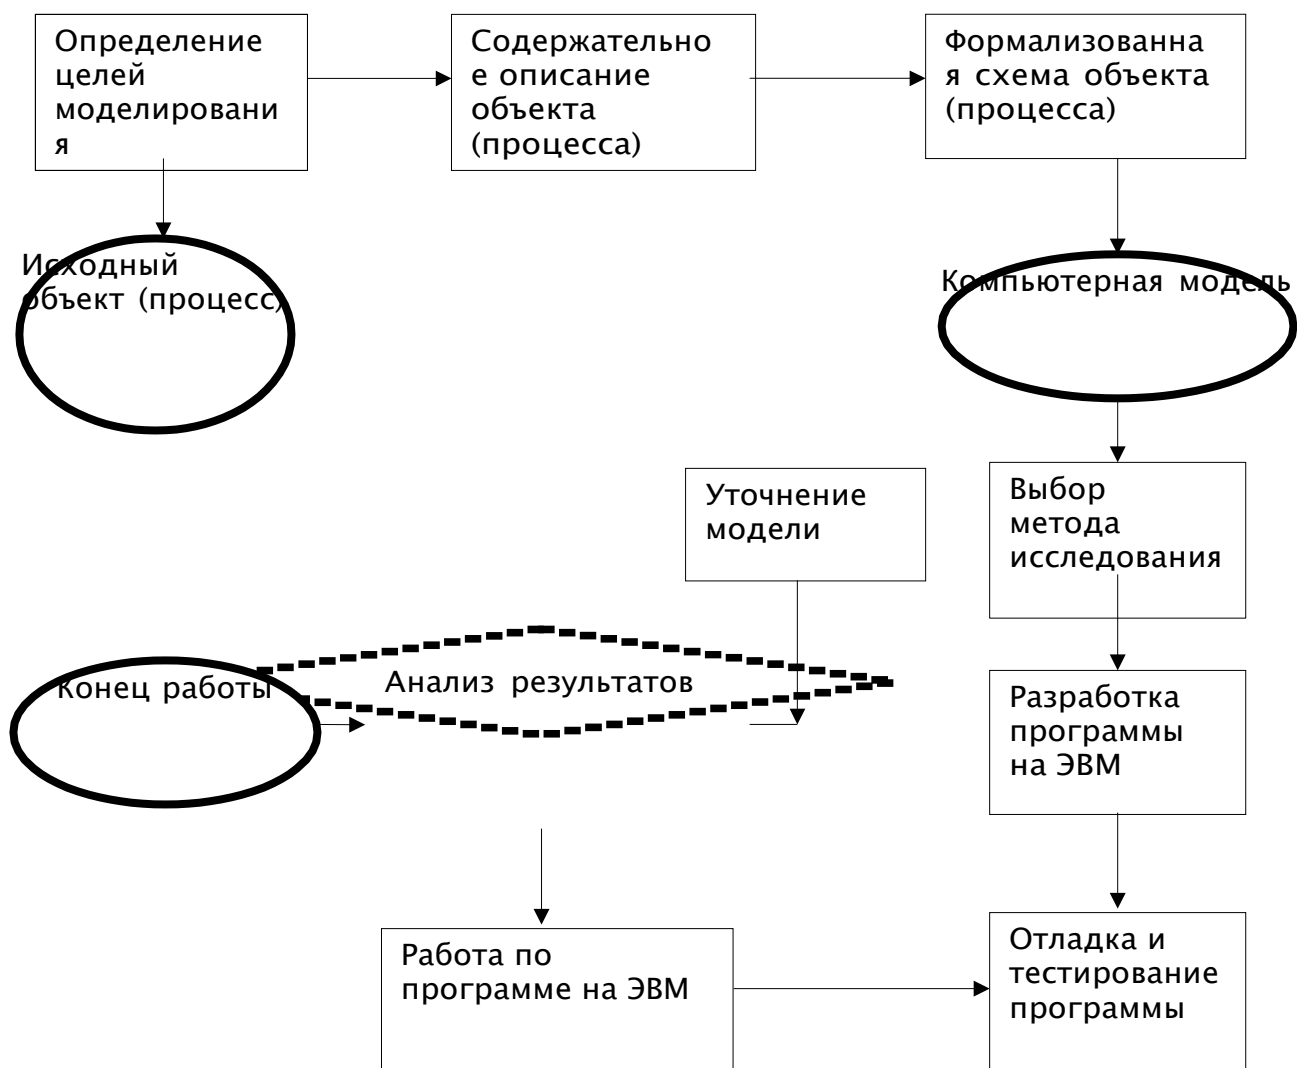 Определение
целей
моделировани
я
Содержательно
е описание
объекта
(процесса)
Формализованна
я схема объекта
(процесса)
Исходный
объект (процесс)
Компьютерная модель
Уточнение
модели
Выбор
метода
исследования
Конец работы
Анализ результатов
Разработка
программы
на ЭВМ
Работа по
программе на ЭВМ
Отладка и
тестирование
программы